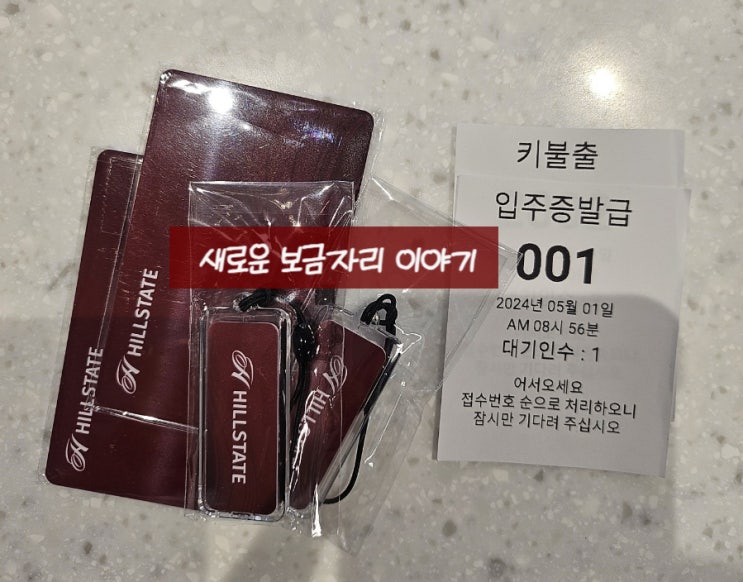 키불출
입주증발급
001
2024년 05월 01일
AM 08시 56분
대기인수 : 1
어서오세요
접수번호 순으로 처리하오니
잠시만 기다려 주십시오
새로운 보금자리 이야기
HILLSTATE
HILLSTATE
HILLSTATE
HILLSTATE